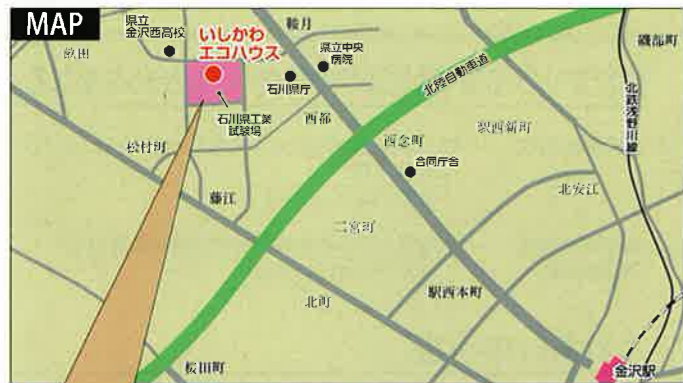 MAP
県立
金沢西高校
いしかわ
エコハウス
鞍月
県立中央
病院
磯部町
畝田
石川県庁
北陸自動車道
北鉄浅野川線
石川県工業
試験場
西都
松村町
西念町
駅西新町
合同庁舎
藤江
北安江
二宮町
北町
駅西本町
桜田町
金沢駅